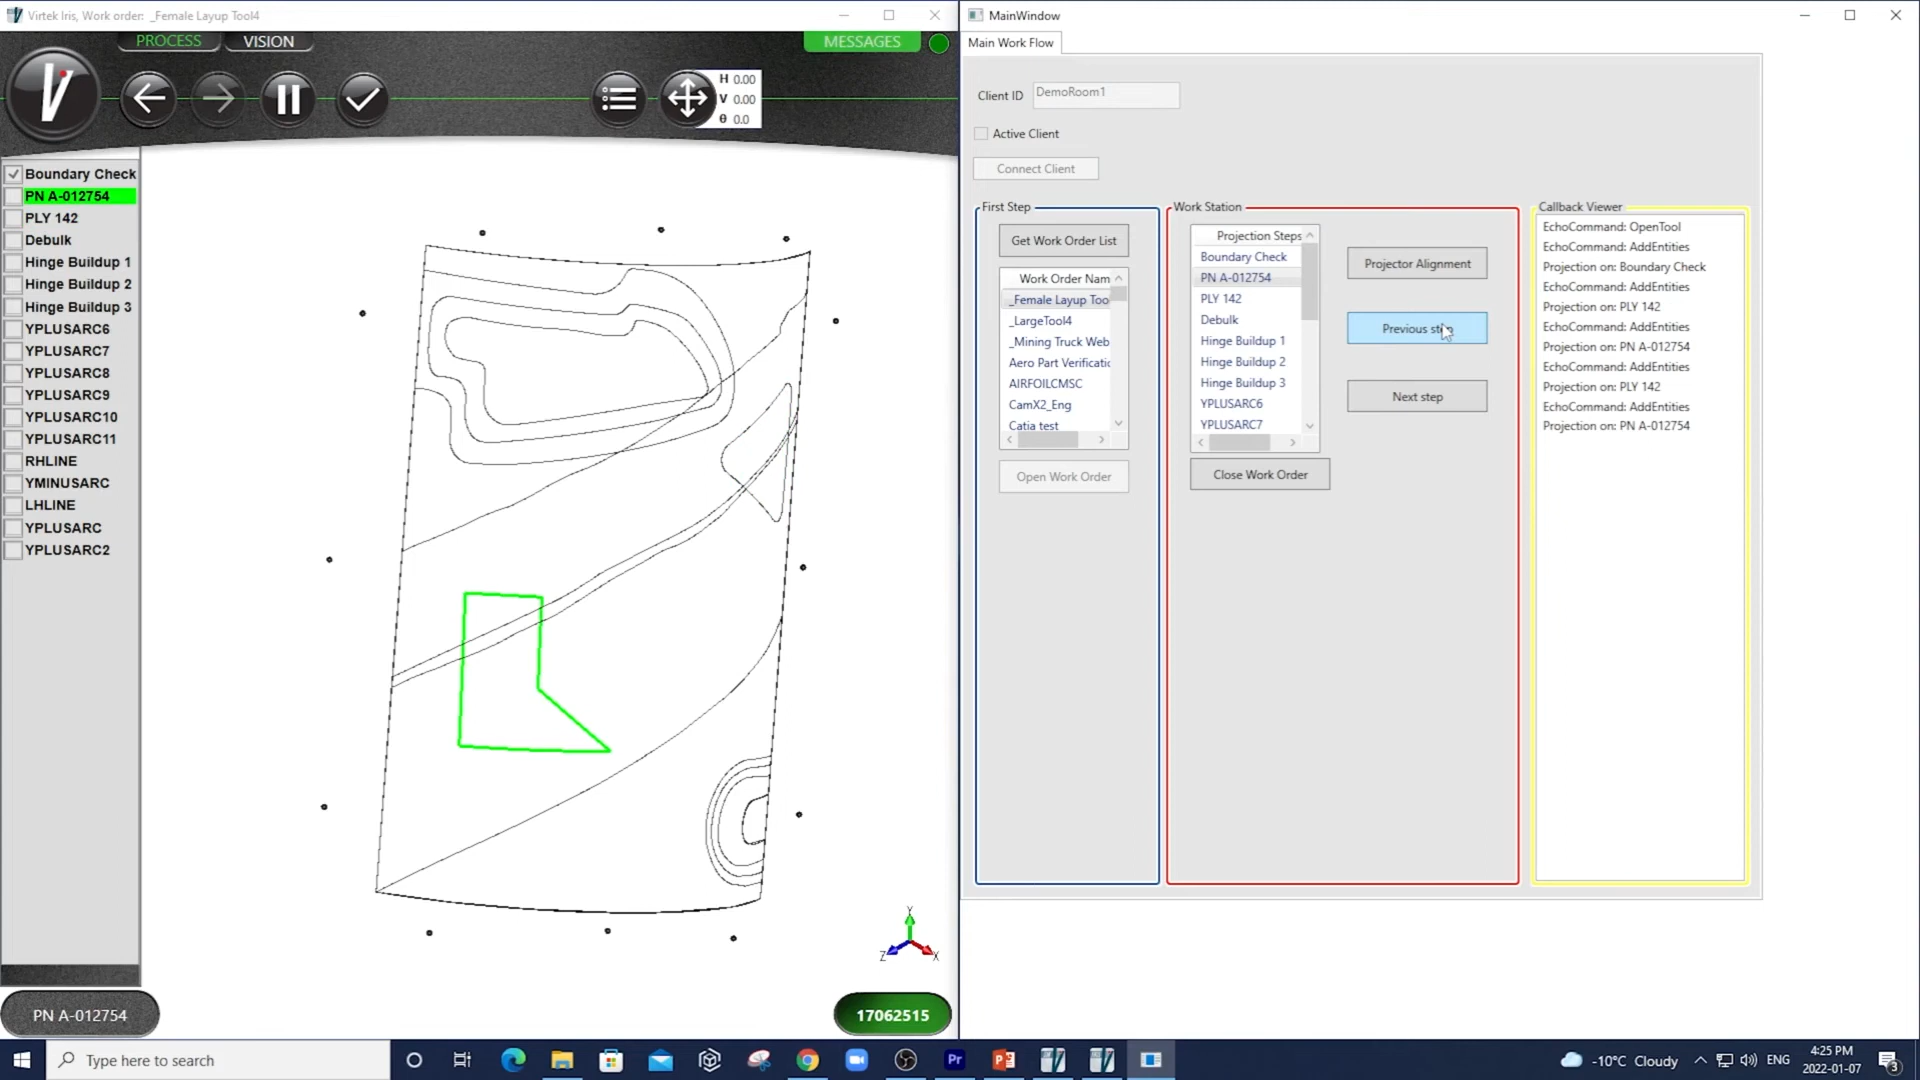 Virtek Iris, Work order: _Female Layup Tool4
PROCESS
VISION
MESSAGES
H 0.00
V 0.00
θ 0.0
Boundary Check
PN A-012754
PLY 142
Debulk
Hinge Buildup 1
Hinge Buildup 2
Hinge Buildup 3
YPLUSARC6
YPLUSARC7
YPLUSARC8
YPLUSARC9
YPLUSARC10
YPLUSARC11
RHLINE
YMINUSARC
LHLINE
YPLUSARC
YPLUSARC2
Y
Z
X
PN A-012754
17062515
MainWindow
Main Work Flow
Client ID
DemoRoom1
Active Client
Connect Client
First Step
Get Work Order List
Work Order Nam
_Female Layup Too
_LargeTool4
_Mining Truck Web
Aero Part Verificatic
AIRFOILCMSC
CamX2_Eng
Catia test
Open Work Order
Work Station
Projection Steps
Boundary Check
PN A-012754
PLY 142
Debulk
Hinge Buildup 1
Hinge Buildup 2
Hinge Buildup 3
YPLUSARC6
YPLUSARC7
Close Work Order
Projector Alignment
Previous step
Next step
Callback Viewer
EchoCommand: OpenTool
EchoCommand: AddEntities
Projection on: Boundary Check
EchoCommand: AddEntities
Projection on: PLY 142
EchoCommand: AddEntities
Projection on: PN A-012754
EchoCommand: AddEntities
Projection on: PLY 142
EchoCommand: AddEntities
Projection on: PN A-012754
Type here to search
Pr
-10°C Cloudy
ENG
4:25 PM
2022-01-07
3